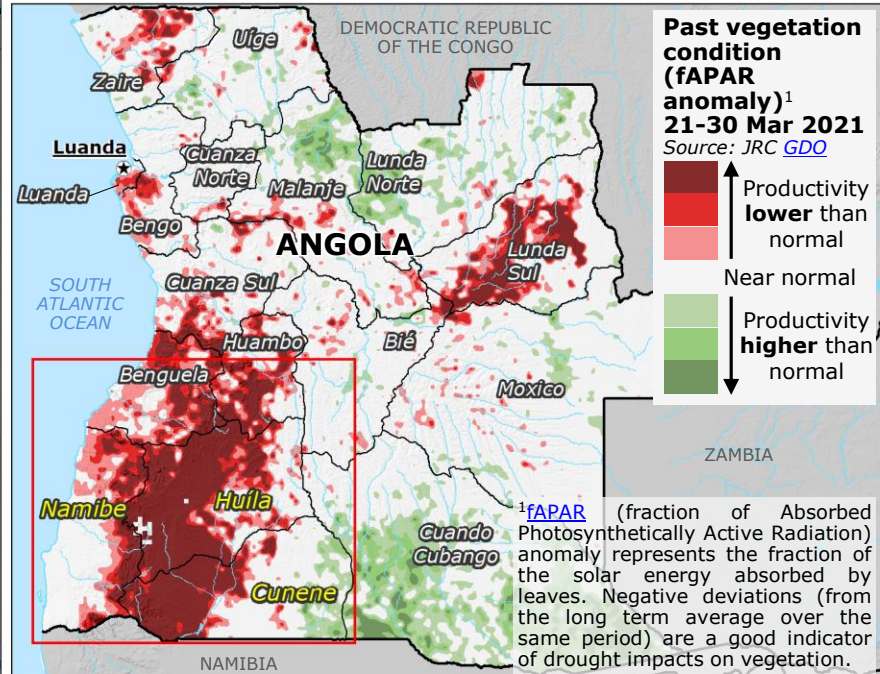 DEMOCRATIC REPUBLIC
OF THE CONGO
Uíge
Zaire
Luanda
Luanda
Cuanza
Norte
Malanje
Lunda
Norte
Bengo
ANGOLA
Lunda
Sul
SOUTH
ATLANTIC
OCEAN
Cuanza Sul
Huambo
Bié
Benguela
Moxico
ZAMBIA
Namibe
Huíla
Cuando
Cubango
Cunene
NAMIBIA
Past vegetation
condition
(fAPAR
anomaly)1
21-30 Mar 2021
Source: JRC GDO
Productivity
lower than
normal
Near normal
Productivity
higher than
normal
1fAPAR (fraction of Absorbed
Photosynthetically Active Radiation)
anomaly represents the fraction of
the solar energy absorbed by
leaves. Negative deviations (from
the long term average over the
same period) are a good indicator
of drought impacts on vegetation.